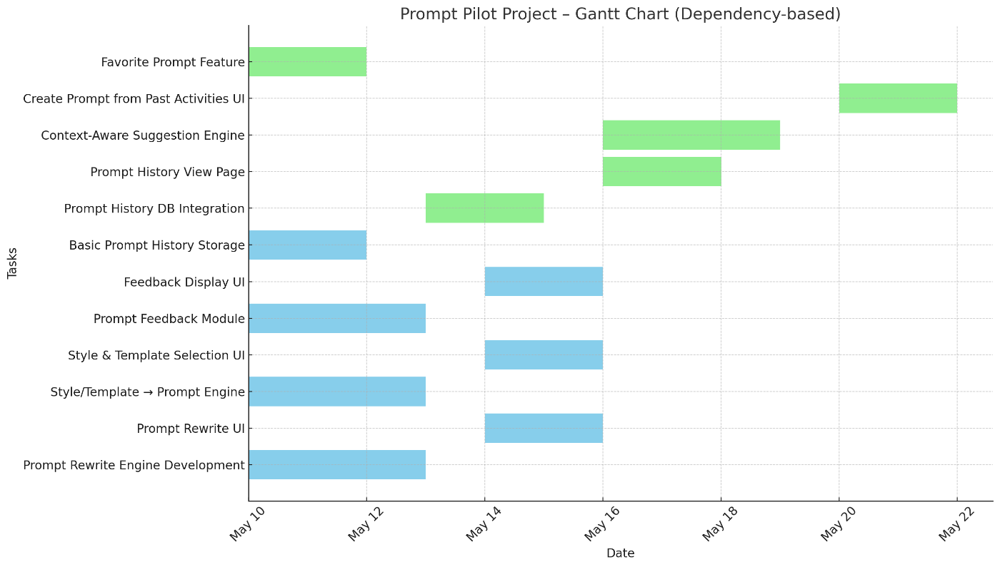 Prompt Pilot Project – Gantt Chart (Dependency-based)
Favorite Prompt Feature
Create Prompt from Past Activities UI
Context-Aware Suggestion Engine
Prompt History View Page
Prompt History DB Integration
Basic Prompt History Storage
Feedback Display UI
Prompt Feedback Module
Style & Template Selection UI
Style/Template → Prompt Engine
Prompt Rewrite UI
Prompt Rewrite Engine Development
Tasks
May 10
May 12
May 14
May 16
May 18
May 20
May 22
Date